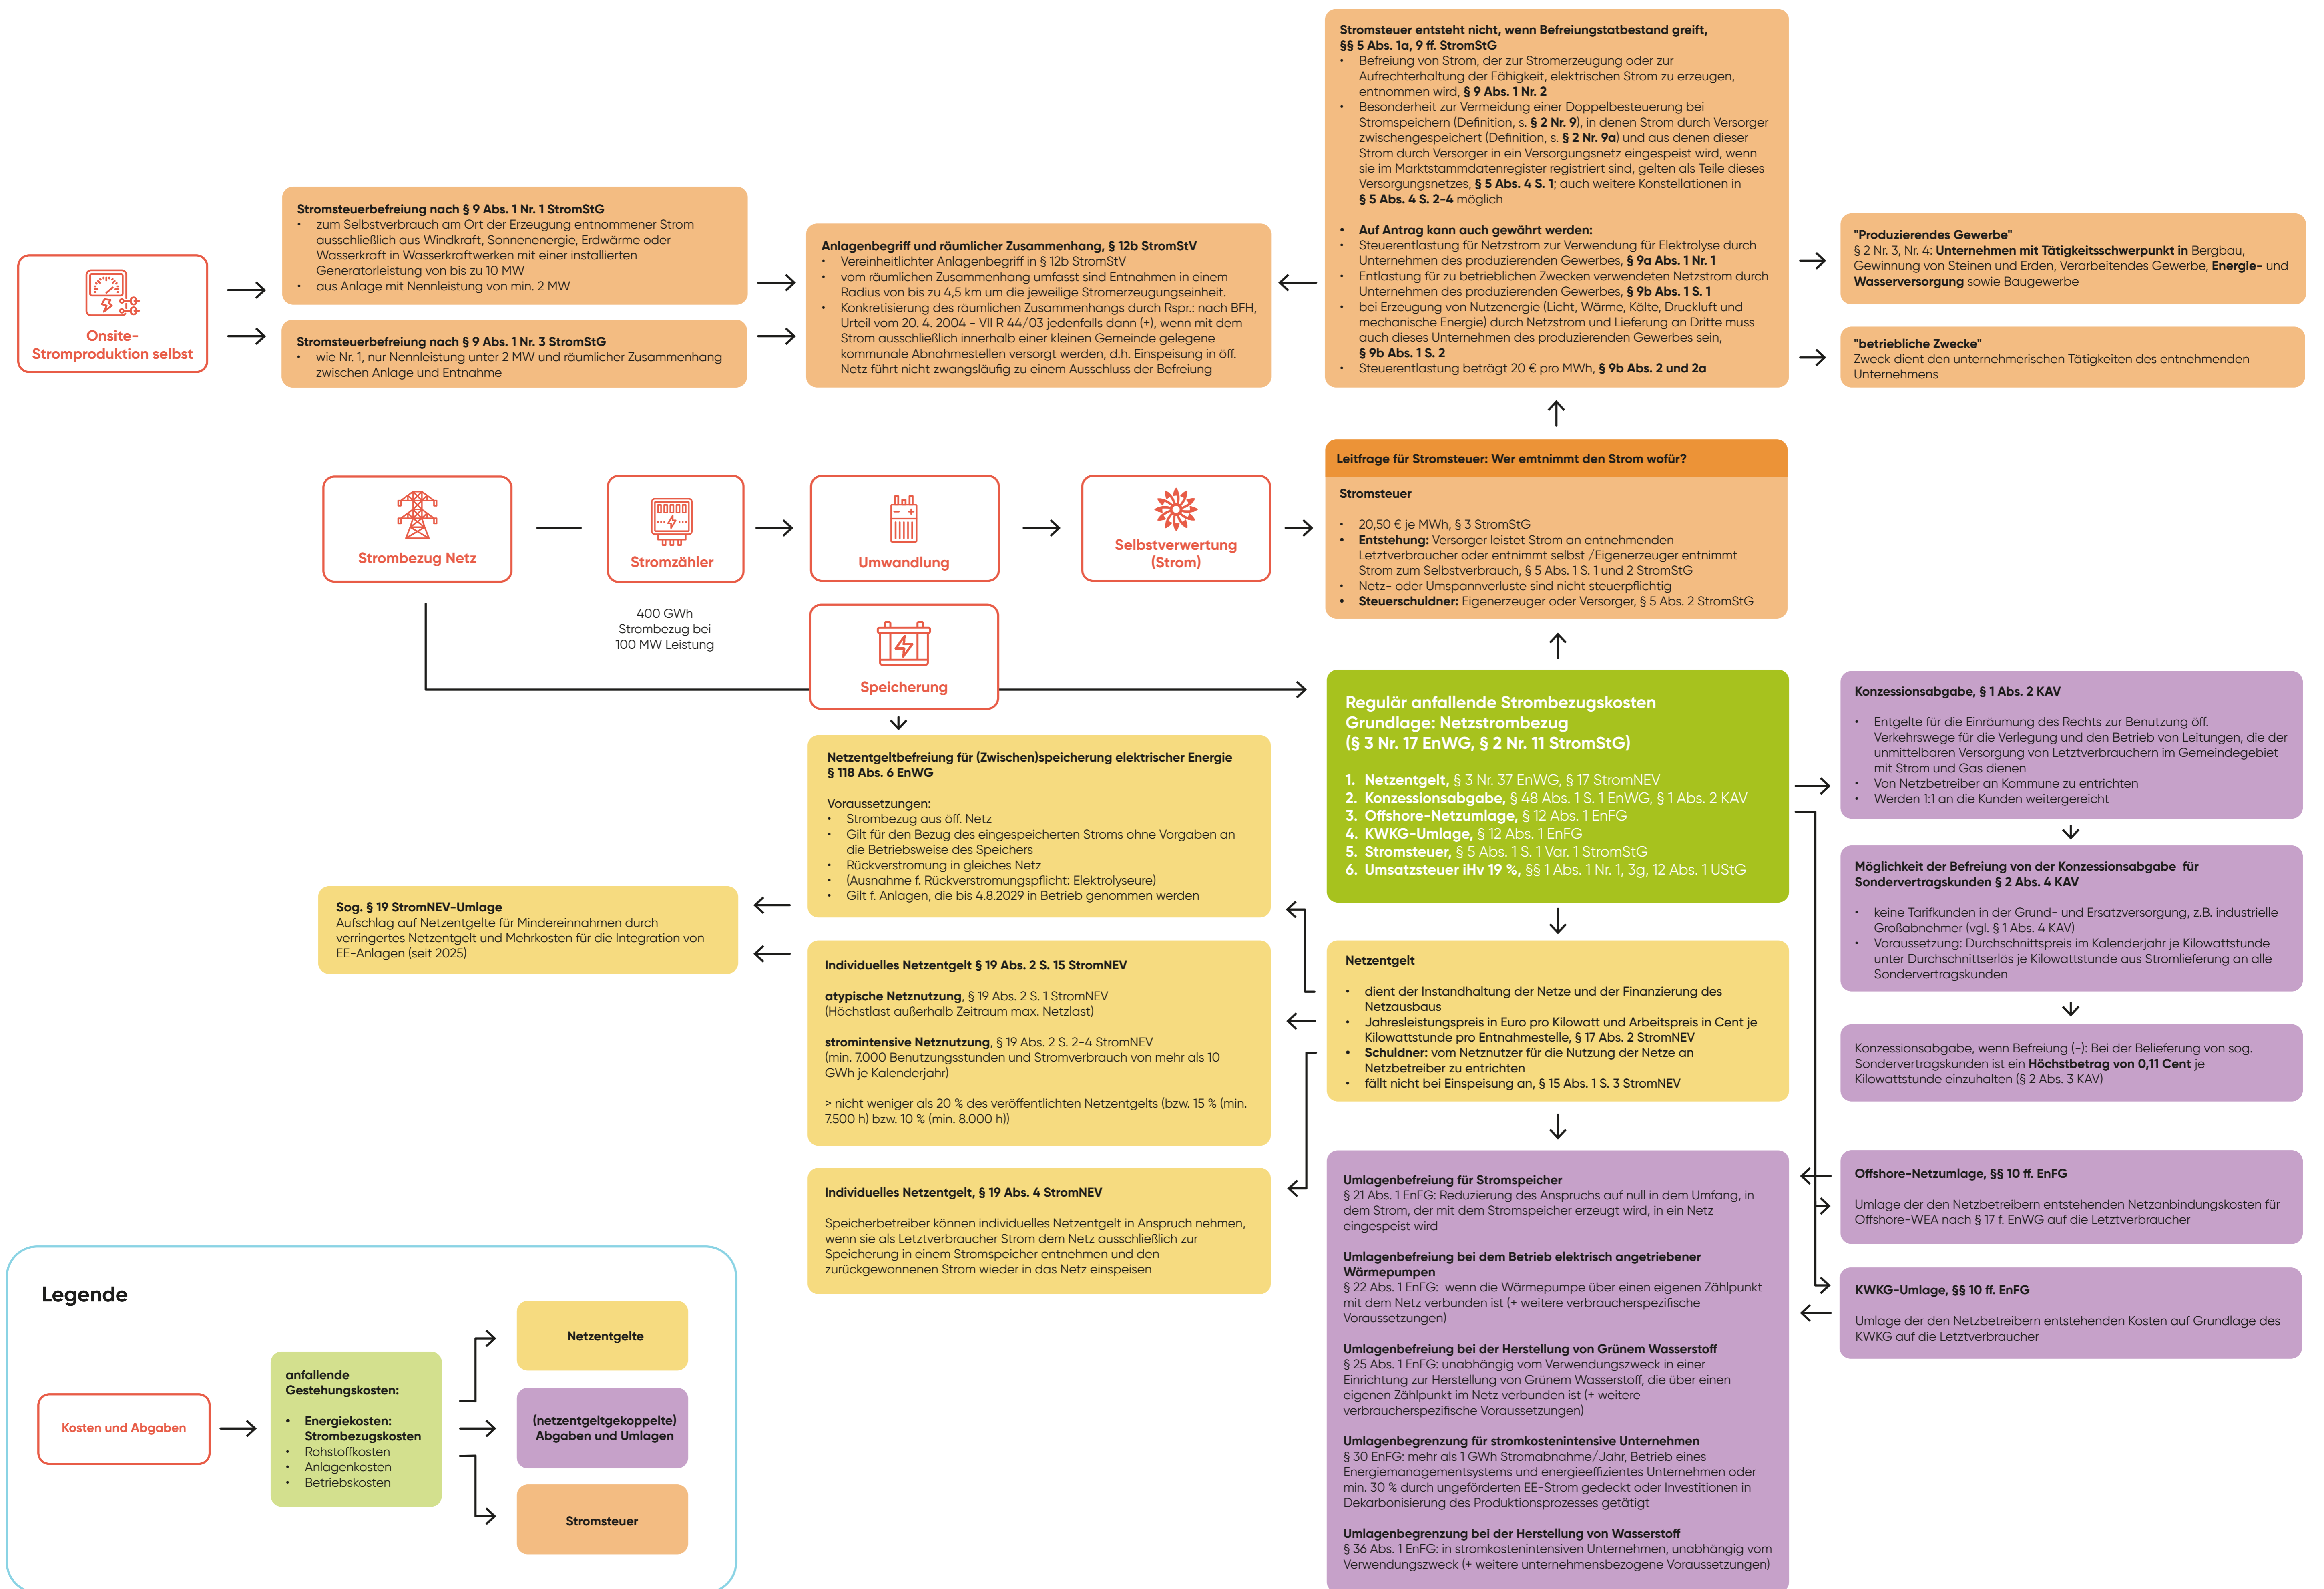 Stromsteuer entsteht nicht, wenn Befreiungstatbestand greift,
§§ 5 Abs. 1a, 9 ff. StromStG
• Befreiung von Strom, der zur Stromerzeugung oder zur
Aufrechterhaltung der Fähigkeit, elektrischen Strom zu erzeugen,
entnommen wird, § 9 Abs. 1 Nr. 2
• Besonderheit zur Vermeidung einer Doppelbesteuerung bei
Stromspeichern (Definition, s. § 2 Nr. 9), in denen Strom durch Versorger
zwischengespeichert (Definition, s. § 2 Nr. 9a) und aus denen dieser
Strom durch Versorger in ein Versorgungsnetz eingespeist wird, wenn
sie im Marktstammdatenregister registriert sind, gelten als Teile dieses
Versorgungsnetzes, § 5 Abs. 4 S. 1; auch weitere Konstellationen in
§ 5 Abs. 4 S. 2-4 möglich
• Auf Antrag kann auch gewährt werden:
• Steuerentlastung für Netzstrom zur Verwendung für Elektrolyse durch
Unternehmen des produzierenden Gewerbes, § 9a Abs. 1 Nr. 1
• Entlastung für zu betrieblichen Zwecken verwendeten Netzstrom durch
Unternehmen des produzierenden Gewerbes, § 9b Abs. 1 S. 1
• bei Erzeugung von Nutzenergie (Licht, Wärme, Kälte, Druckluft und
mechanische Energie) durch Netzstrom und Lieferung an Dritte muss
auch dieses Unternehmen des produzierenden Gewerbes sein,
§ 9b Abs. 1 S. 2
• Steuerentlastung beträgt 20 € pro MWh, § 9b Abs. 2 und 2a
Onsite-
Stromproduktion selbst
Stromsteuerbefreiung nach § 9 Abs. 1 Nr. 1 StromStG
• zum Selbstverbrauch am Ort der Erzeugung entnommener Strom
ausschließlich aus Windkraft, Sonnenenergie, Erdwärme oder
Wasserkraft in Wasserkraftwerken mit einer installierten
Generatorleistung von bis zu 10 MW
• aus Anlage mit Nennleistung von min. 2 MW
Stromsteuerbefreiung nach § 9 Abs. 1 Nr. 3 StromStG
• wie Nr. 1, nur Nennleistung unter 2 MW und räumlicher Zusammenhang
zwischen Anlage und Entnahme
Anlagenbegriff und räumlicher Zusammenhang, § 12b StromStV
• Vereinheitlichter Anlagenbegriff in § 12b StromStV
• vom räumlichen Zusammenhang umfasst sind Entnahmen in einem
Radius von bis zu 4,5 km um die jeweilige Stromerzeugungseinheit.
• Konkretisierung des räumlichen Zusammenhangs durch Rspr.: nach BFH,
Urteil vom 20. 4. 2004 - VII R 44/03 jedenfalls dann (+), wenn mit dem
Strom ausschließlich innerhalb einer kleinen Gemeinde gelegene
kommunale Abnahmestellen versorgt werden, d.h. Einspeisung in öff.
Netz führt nicht zwangsläufig zu einem Ausschluss der Befreiung
"Produzierendes Gewerbe"
§ 2 Nr. 3, Nr. 4: Unternehmen mit Tätigkeitsschwerpunkt in Bergbau,
Gewinnung von Steinen und Erden, Verarbeitendes Gewerbe, Energie- und
Wasserversorgung sowie Baugewerbe
"betriebliche Zwecke"
Zweck dient den unternehmerischen Tätigkeiten des entnehmenden
Unternehmens
Strombezug Netz
Stromzähler
Umwandlung
Selbstverwertung
(Strom)
Leitfrage für Stromsteuer: Wer emtnimmt den Strom wofür?
Stromsteuer
• 20,50 € je MWh, § 3 StromStG
• Entstehung: Versorger leistet Strom an entnehmenden
Letztverbraucher oder entnimmt selbst /Eigenerzeuger entnimmt
Strom zum Selbstverbrauch, § 5 Abs. 1 S. 1 und 2 StromStG
• Netz- oder Umspannverluste sind nicht steuerpflichtig
• Steuerschuldner: Eigenerzeuger oder Versorger, § 5 Abs. 2 StromStG
400 GWh
Strombezug bei
100 MW Leistung
Speicherung
Regulär anfallende Strombezugskosten
Grundlage: Netzstrombezug
(§ 3 Nr. 17 EnWG, § 2 Nr. 11 StromStG)
1. Netzentgelt, § 3 Nr. 37 EnWG, § 17 StromNEV
2. Konzessionsabgabe, § 48 Abs. 1 S. 1 EnWG, § 1 Abs. 2 KAV
3. Offshore-Netzumlage, § 12 Abs. 1 EnFG
4. KWKG-Umlage, § 12 Abs. 1 EnFG
5. Stromsteuer, § 5 Abs. 1 S. 1 Var. 1 StromStG
6. Umsatzsteuer iHv 19 %, §§ 1 Abs. 1 Nr. 1, 3g, 12 Abs. 1 UStG
Konzessionsabgabe, § 1 Abs. 2 KAV
• Entgelte für die Einräumung des Rechts zur Benutzung öff.
Verkehrswege für die Verlegung und den Betrieb von Leitungen, die der
unmittelbaren Versorgung von Letztverbrauchern im Gemeindegebiet
mit Strom und Gas dienen
• Von Netzbetreiber an Kommune zu entrichten
• Werden 1:1 an die Kunden weitergereicht
Möglichkeit der Befreiung von der Konzessionsabgabe für
Sondervertragskunden § 2 Abs. 4 KAV
• keine Tarifkunden in der Grund- und Ersatzversorgung, z.B. industrielle
Großabnehmer (vgl. § 1 Abs. 4 KAV)
• Voraussetzung: Durchschnittspreis im Kalenderjahr je Kilowattstunde
unter Durchschnittserlös je Kilowattstunde aus Stromlieferung an alle
Sondervertragskunden
Konzessionsabgabe, wenn Befreiung (-): Bei der Belieferung von sog.
Sondervertragskunden ist ein Höchstbetrag von 0,11 Cent je
Kilowattstunde einzuhalten (§ 2 Abs. 3 KAV)
Netzentgeltbefreiung für (Zwischen)speicherung elektrischer Energie
§ 118 Abs. 6 EnWG
Voraussetzungen:
• Strombezug aus öff. Netz
• Gilt für den Bezug des eingespeicherten Stroms ohne Vorgaben an
die Betriebsweise des Speichers
• Rückverstromung in gleiches Netz
• (Ausnahme f. Rückverstromungspflicht: Elektrolyseure)
• Gilt f. Anlagen, die bis 4.8.2029 in Betrieb genommen werden
Sog. § 19 StromNEV-Umlage
Aufschlag auf Netzentgelte für Mindereinnahmen durch
verringertes Netzentgelt und Mehrkosten für die Integration von
EE-Anlagen (seit 2025)
Individuelles Netzentgelt § 19 Abs. 2 S. 15 StromNEV
atypische Netznutzung, § 19 Abs. 2 S. 1 StromNEV
(Höchstlast außerhalb Zeitraum max. Netzlast)
stromintensive Netznutzung, § 19 Abs. 2 S. 2-4 StromNEV
(min. 7.000 Benutzungsstunden und Stromverbrauch von mehr als 10
GWh je Kalenderjahr)
> nicht weniger als 20 % des veröffentlichten Netzentgelts (bzw. 15 % (min.
7.500 h) bzw. 10 % (min. 8.000 h))
Netzentgelt
• dient der Instandhaltung der Netze und der Finanzierung des
Netzausbaus
• Jahresleistungspreis in Euro pro Kilowatt und Arbeitspreis in Cent je
Kilowattstunde pro Entnahmestelle, § 17 Abs. 2 StromNEV
• Schuldner: vom Netznutzer für die Nutzung der Netze an
Netzbetreiber zu entrichten
• fällt nicht bei Einspeisung an, § 15 Abs. 1 S. 3 StromNEV
Individuelles Netzentgelt, § 19 Abs. 4 StromNEV
Speicherbetreiber können individuelles Netzentgelt in Anspruch nehmen,
wenn sie als Letztverbraucher Strom dem Netz ausschließlich zur
Speicherung in einem Stromspeicher entnehmen und den
zurückgewonnenen Strom wieder in das Netz einspeisen
Umlagenbefreiung für Stromspeicher
§ 21 Abs. 1 EnFG: Reduzierung des Anspruchs auf null in dem Umfang, in
dem Strom, der mit dem Stromspeicher erzeugt wird, in ein Netz
eingespeist wird
Umlagenbefreiung bei dem Betrieb elektrisch angetriebener
Wärmepumpen
§ 22 Abs. 1 EnFG: wenn die Wärmepumpe über einen eigenen Zählpunkt
mit dem Netz verbunden ist (+ weitere verbraucherspezifische
Voraussetzungen)
Umlagenbefreiung bei der Herstellung von Grünem Wasserstoff
§ 25 Abs. 1 EnFG: unabhängig vom Verwendungszweck in einer
Einrichtung zur Herstellung von Grünem Wasserstoff, die über einen
eigenen Zählpunkt im Netz verbunden ist (+ weitere
verbraucherspezifische Voraussetzungen)
Umlagenbegrenzung für stromkostenintensive Unternehmen
§ 30 EnFG: mehr als 1 GWh Stromabnahme/Jahr, Betrieb eines
Energiemanagementsystems und energieeffizientes Unternehmen oder
min. 30 % durch ungeförderten EE-Strom gedeckt oder Investitionen in
Dekarbonisierung des Produktionsprozesses getätigt
Umlagenbegrenzung bei der Herstellung von Wasserstoff
§ 36 Abs. 1 EnFG: in stromkostenintensiven Unternehmen, unabhängig vom
Verwendungszweck (+ weitere unternehmensbezogene Voraussetzungen)
Offshore-Netzumlage, §§ 10 ff. EnFG
Umlage der den Netzbetreibern entstehenden Netzanbindungskosten für
Offshore-WEA nach § 17 f. EnWG auf die Letztverbraucher
KWKG-Umlage, §§ 10 ff. EnFG
Umlage der den Netzbetreibern entstehenden Kosten auf Grundlage des
KWKG auf die Letztverbraucher
Legende
Kosten und Abgaben
anfallende
Gestehungskosten:
• Energiekosten:
Strombezugskosten
• Rohstoffkosten
• Anlagenkosten
• Betriebskosten
Netzentgelte
(netzentgeltgekoppelte)
Abgaben und Umlagen
Stromsteuer